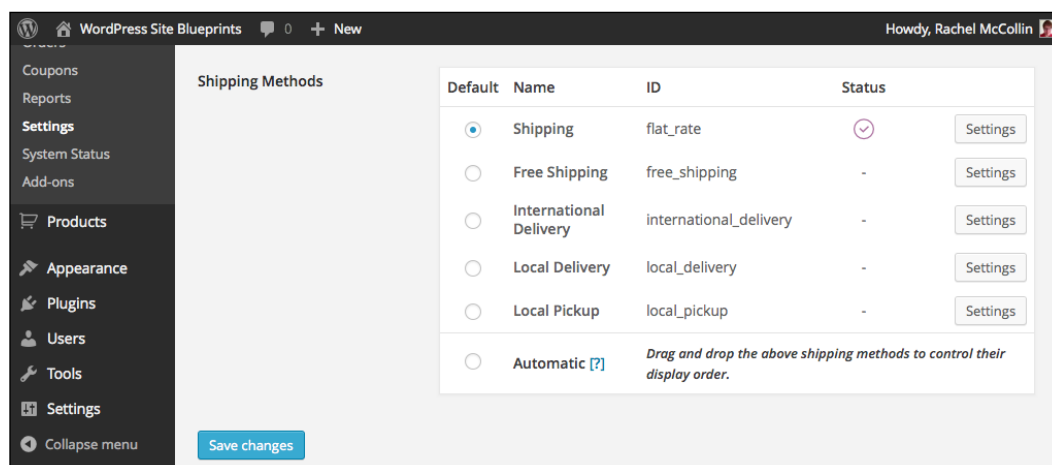 WordPress Site Blueprints 0 + New Howdy, Rachel McCollin
Orders
Coupons
Reports
Settings
System Status
Add-ons
Products
Appearance
Plugins
Users
Tools
Settings
Collapse menu
Shipping Methods
Default Name ID Status
Shipping flat_rate Settings
Free Shipping free_shipping - Settings
International
Delivery international_delivery - Settings
Local Delivery local_delivery - Settings
Local Pickup local_pickup - Settings
Automatic [?] Drag and drop the above shipping methods to control their
display order.
Save changes